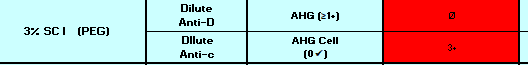 3% SC I (PEG)
Dilute Anti-D
AHG (≥1+)
0
DIlute Anti-c
AHG Cell (0✓)